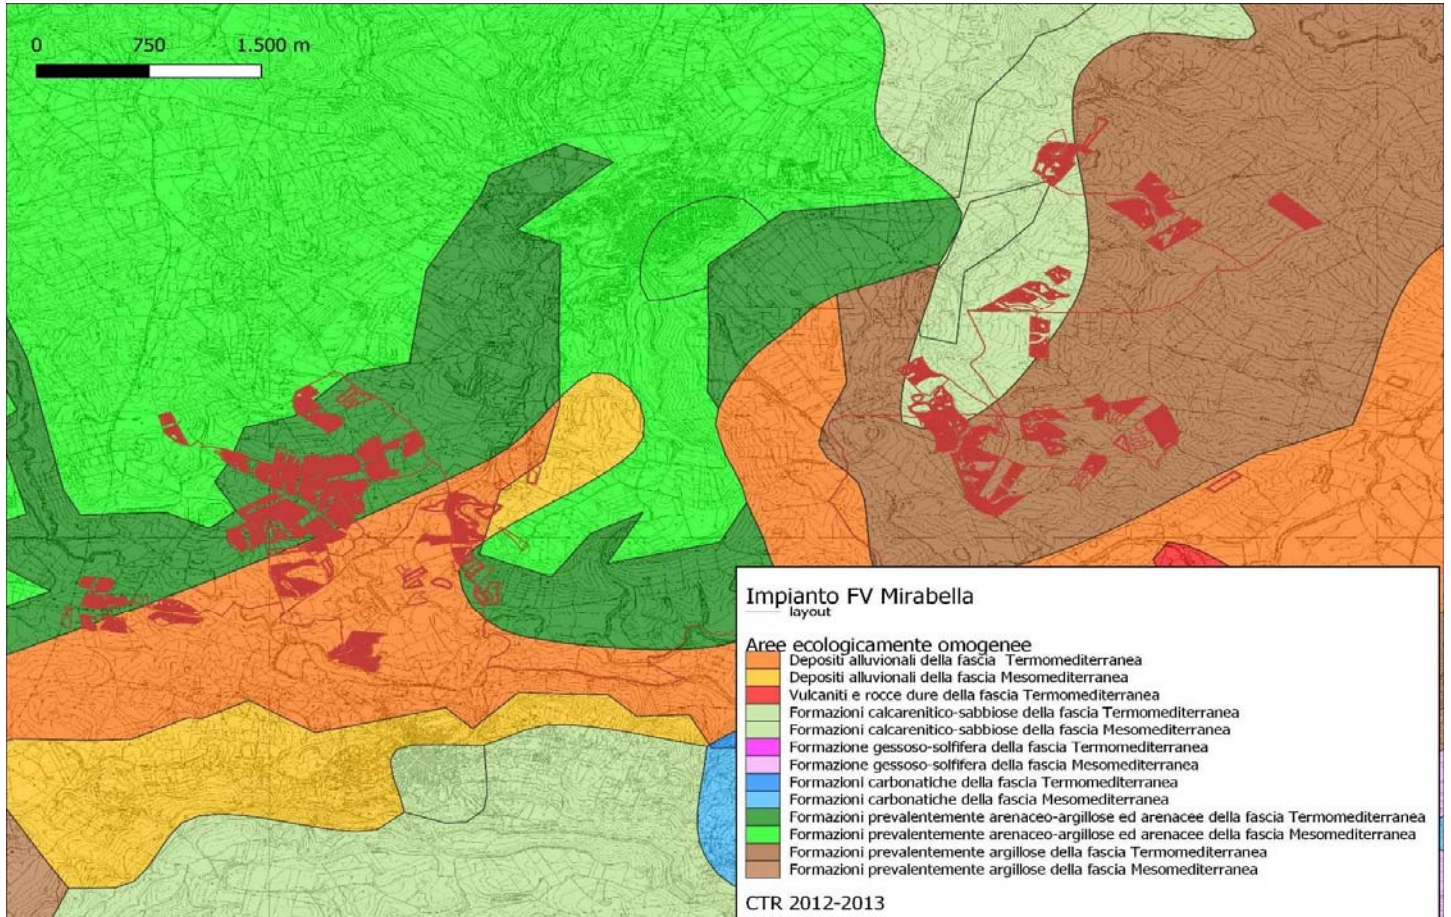 0 750 1.500 m
Impianto FV Mirabella
layout
Aree ecologicamente omogenee
Depositi alluvionali della fascia Termomediterranea
Depositi alluvionali della fascia Mesomediterranea
Vulcaniti e rocce dure della fascia Termomediterranea
Formazioni calcarenitico-sabbiose della fascia Termomediterranea
Formazioni calcarenitico-sabbiose della fascia Mesomediterranea
Formazione gessoso-solfifera della fascia Termomediterranea
Formazione gessoso-solfifera della fascia Mesomediterranea
Formazioni carbonatiche della fascia Termomediterranea
Formazioni carbonatiche della fascia Mesomediterranea
Formazioni prevalentemente arenaceo-argillose ed arenacee della fascia Termomediterranea
Formazioni prevalentemente arenaceo-argillose ed arenacee della fascia Mesomediterranea
Formazioni prevalentemente argillose della fascia Termomediterranea
Formazioni prevalentemente argillose della fascia Mesomediterranea
CTR 2012-2013